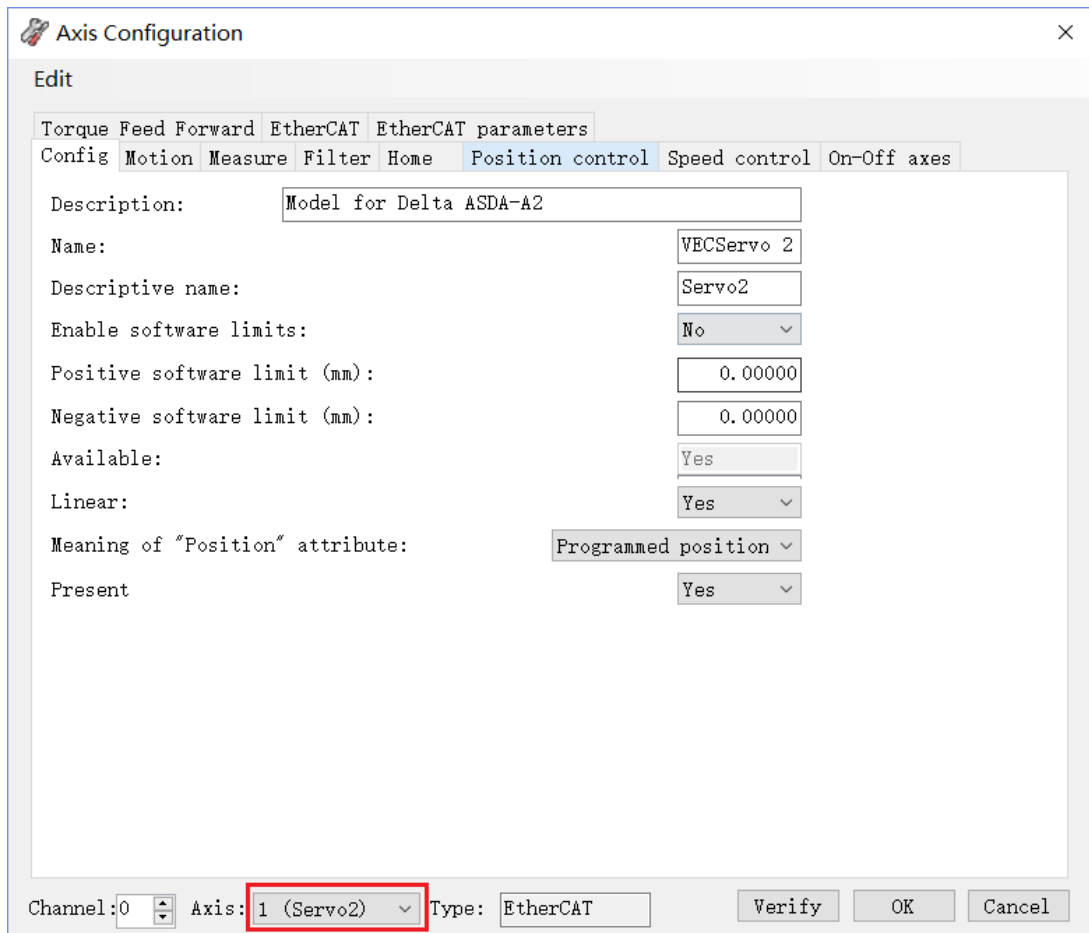 Axis Configuration
Edit
Torque Feed Forward EtherCAT EtherCAT parameters
Config Motion Measure Filter Home Position control Speed control On-Off axes
Description: Model for Delta ASDA-A2
Name: VECServo 2
Descriptive name: Servo2
Enable software limits: No
Positive software limit (mm): 0.00000
Negative software limit (mm): 0.00000
Available: Yes
Linear: Yes
Meaning of "Position" attribute: Programmed position
Present Yes
Channel:0 Axis: 1 (Servo2) Type: EtherCAT Verify OK Cancel